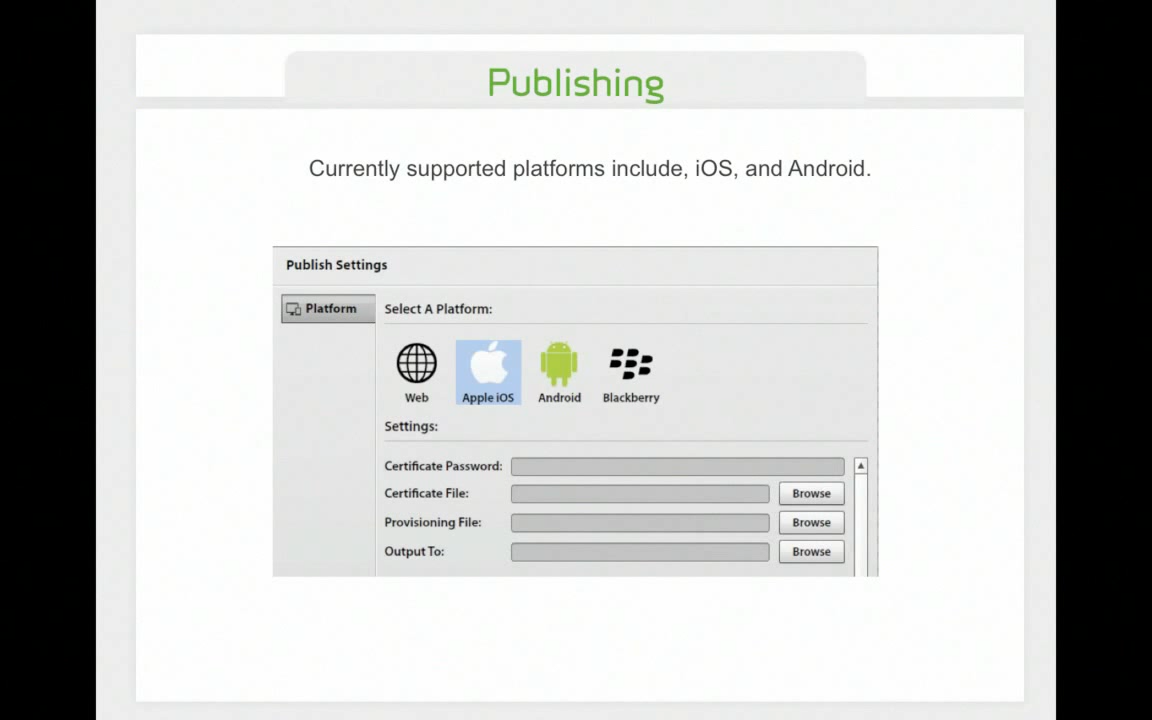 Publishing
Currently supported platforms include, iOS, and Android.
Publish Settings
Platform
Select A Platform:
Web
Apple iOS
Android
Blackberry
Settings:
Certificate Password:
Certificate File:
Browse
Provisioning File:
Browse
Output To:
Browse